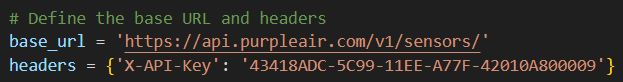 # Define the base URL and headers
base_url = 'https://api.purpleair.com/v1/sensors/'
headers = {'X-API-Key': '43418ADC-5C99-11EE-A77F-42010A800009'}